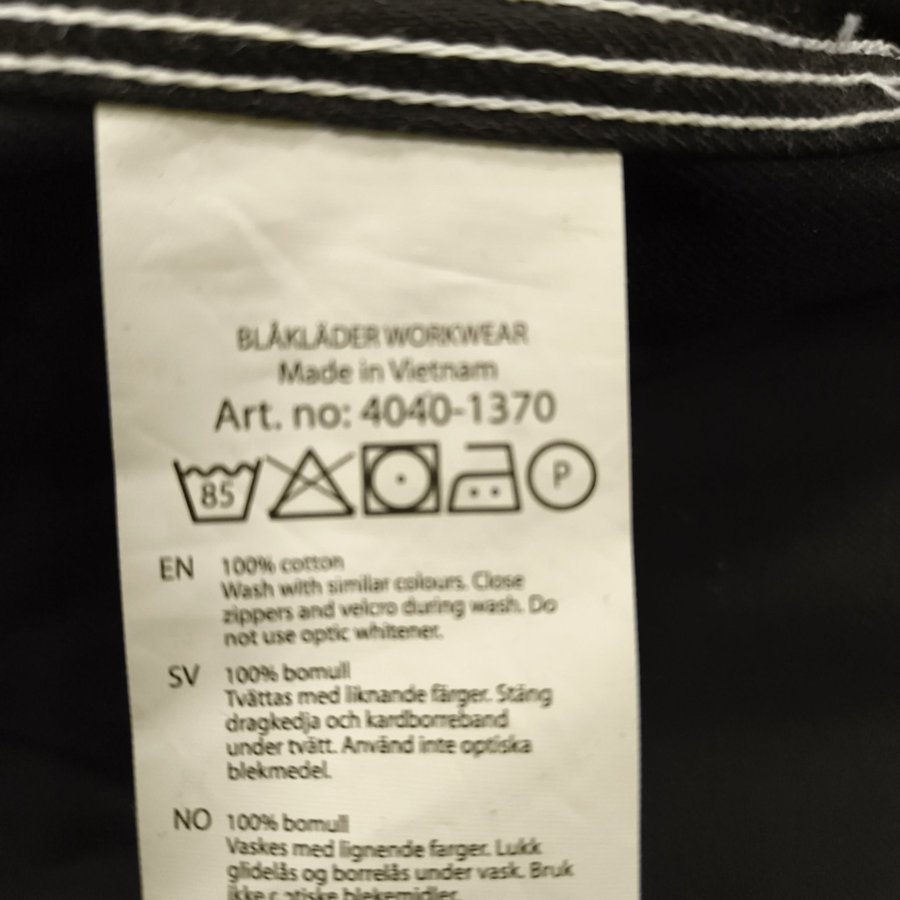 BLÅKLÄDER WORKWEAR
Made in Vietnam
Art. no: 4040-1370
85 P
EN 100% cotton
Wash with similar colours. Close
zippers and velcro during wash. Do
not use optic whitener.
SV 100% bomull
Tvättas med liknande färger. Stäng
dragkedja och kardborreband
under tvätt. Använd inte optiska
blekmedel.
NO 100% bomull
Vaskes med lignende farger. Lukk
glidelås og borrelås under vask. Bruk
ikke blekemidler.